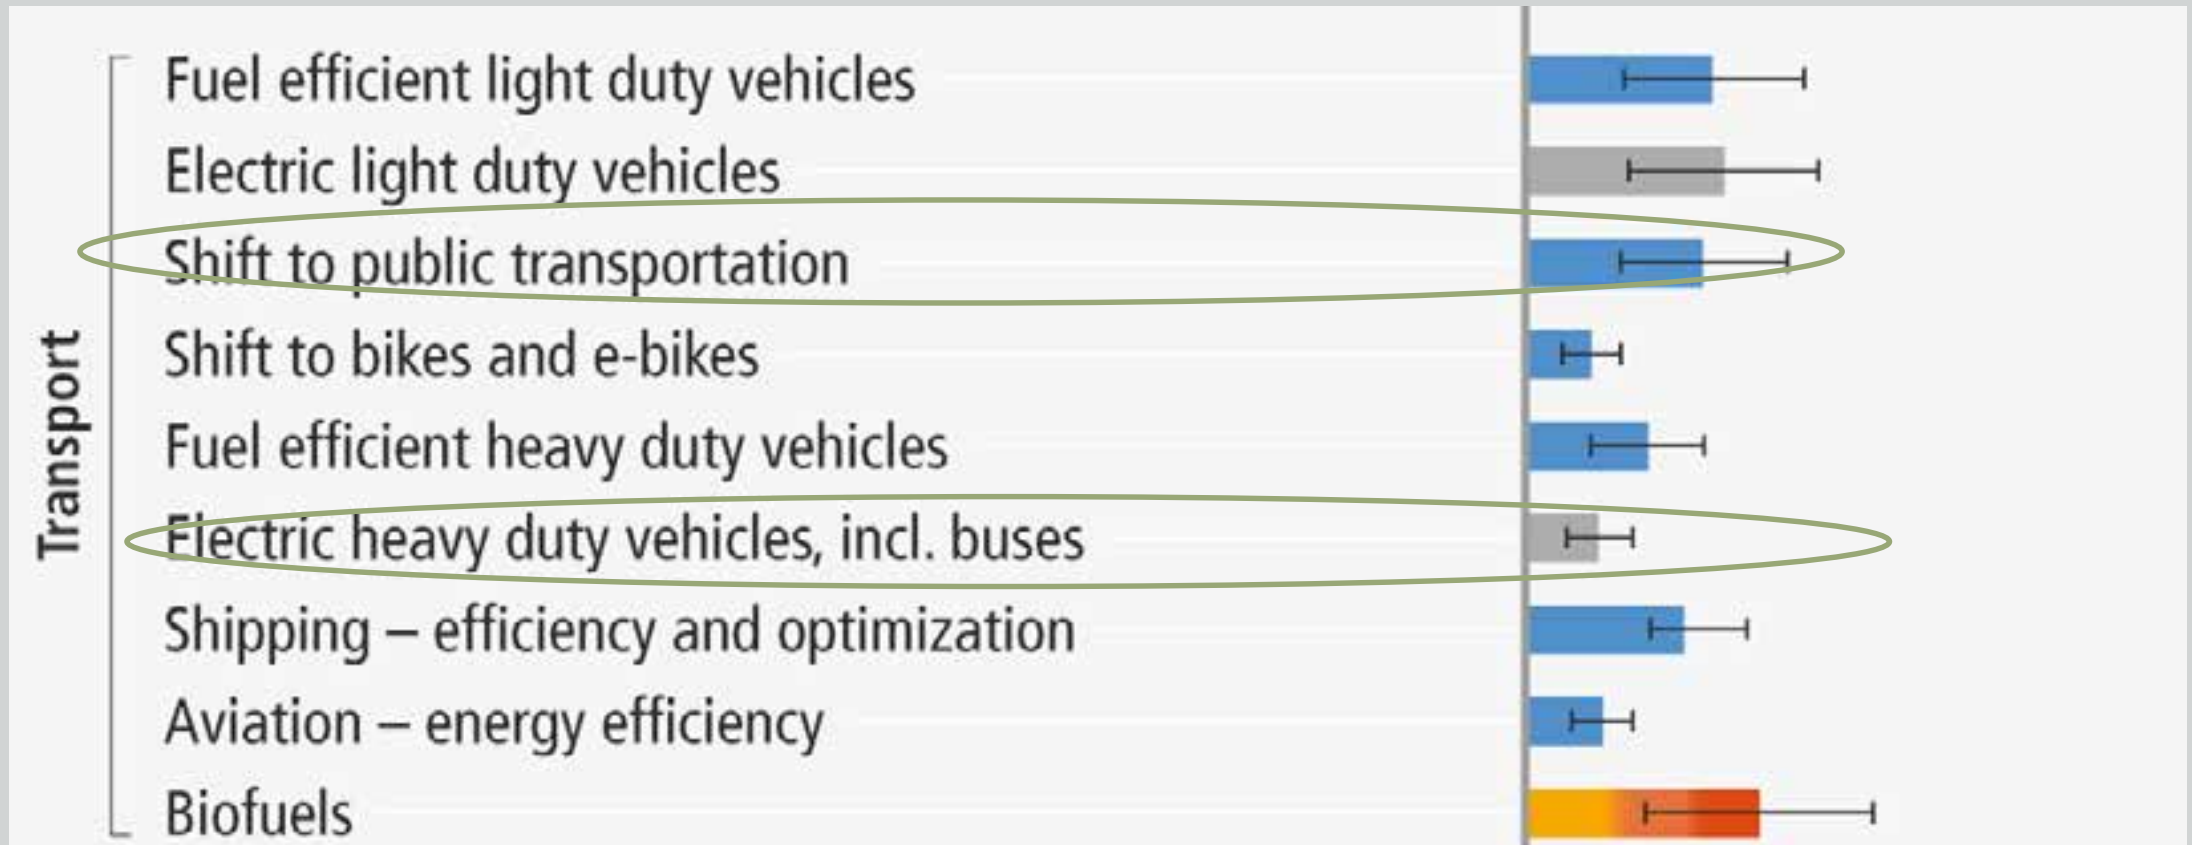 Transport
Fuel efficient light duty vehicles
Electric light duty vehicles
Shift to public transportation
Shift to bikes and e-bikes
Fuel efficient heavy duty vehicles
Electric heavy duty vehicles, incl. buses
Shipping – efficiency and optimization
Aviation – energy efficiency
Biofuels